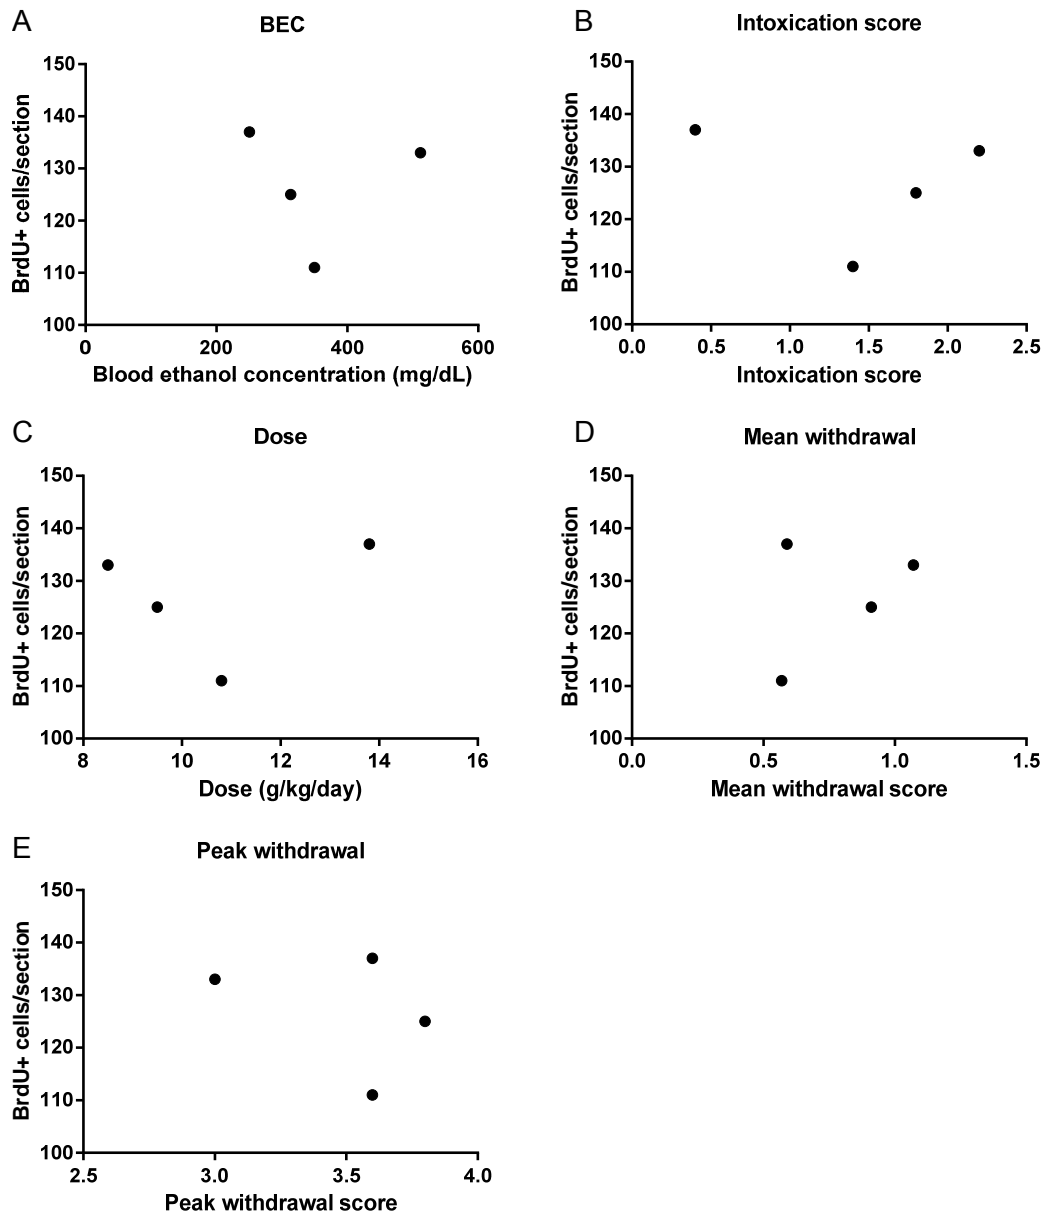 A
BEC
BrdU+ cells/section
150
140
130
120
110
100
0 200 400 600
Blood ethanol concentration (mg/dL)
B
Intoxication score
BrdU+ cells/section
150
140
130
120
110
100
0.0 0.5 1.0 1.5 2.0 2.5
Intoxication score
C
Dose
BrdU+ cells/section
150
140
130
120
110
100
8 10 12 14 16
Dose (g/kg/day)
D
Mean withdrawal
BrdU+ cells/section
150
140
130
120
110
100
0.0 0.5 1.0 1.5
Mean withdrawal score
E
Peak withdrawal
BrdU+ cells/section
150
140
130
120
110
100
2.5 3.0 3.5 4.0
Peak withdrawal score